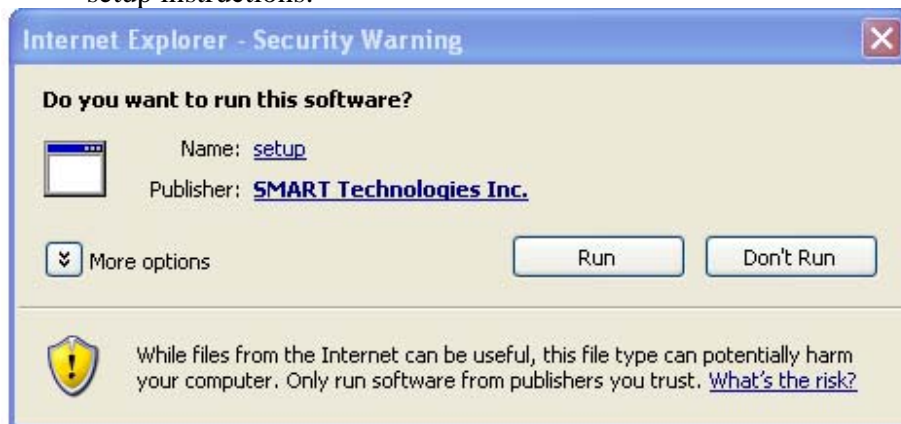 setup instructions.
Internet Explorer - Security Warning
Do you want to run this software?
Name: setup
Publisher: SMART Technologies Inc.
More options
Run
Don't Run
While files from the Internet can be useful, this file type can potentially harm
your computer. Only run software from publishers you trust. What's the risk?